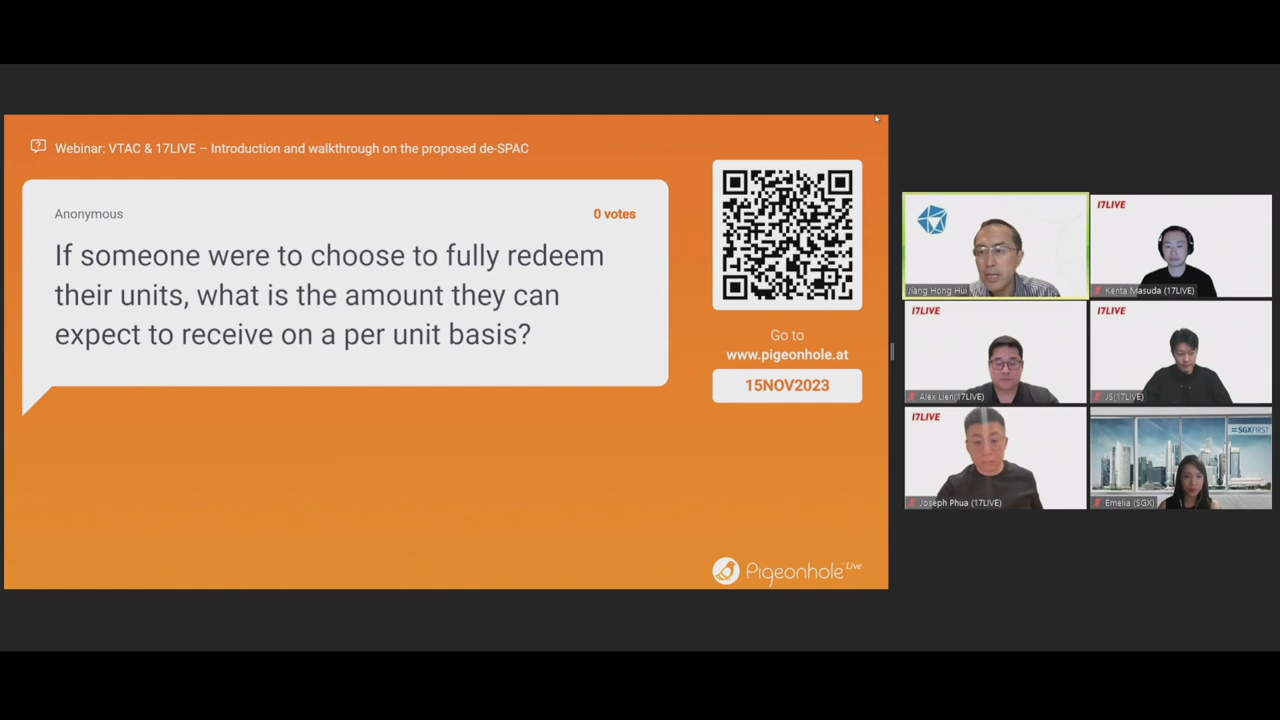 Webinar: VTAC & 17LIVE – Introduction and walkthrough on the proposed de-SPAC
Anonymous
0 votes
If someone were to choose to fully redeem
their units, what is the amount they can
expect to receive on a per unit basis?
Go to
www.pigeonhole.at
15NOV2023
Pigeonhole Live
Jiang Hong Hui
17LIVE
Kenta Masuda (17LIVE)
17LIVE
Alex Lien(17LIVE)
17LIVE
JS(17LIVE)
17LIVE
Joseph Phua (17LIVE)
SGXFIRST
Emelia (SGX)